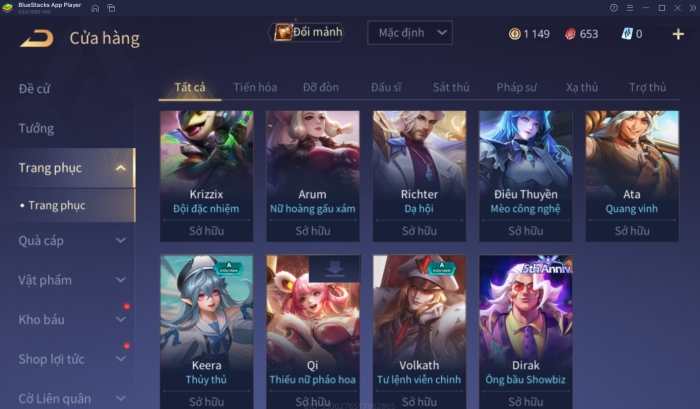 BlueStacks App Player
Cửa hàng
Đổi mảnh
Mặc định
1 149
653
0
Đề cử
Tướng
Trang phục
Trang phục
Quà cáp
Vật phẩm
Kho báu
Shop lợi tức
Cờ Liên quân
Tất cả Tiến hóa Đỡ đòn Đấu sĩ Sát thủ Pháp sư Xạ thủ Trợ thủ
Krizzix
Đội đặc nhiệm
Sở hữu
Arum
Nữ hoàng gấu xám
Sở hữu
Richter
Dạ hội
Sở hữu
Điêu Thuyền
Mèo công nghệ
Sở hữu
Ata
Quang vinh
Sở hữu
Keera
Thủy thủ
Sở hữu
Qi
Thiếu nữ pháo hoa
Sở hữu
Volkath
Tư lệnh viễn chinh
Sở hữu
5th Anniv
Dirak
Ông bầu Showbiz
Sở hữu